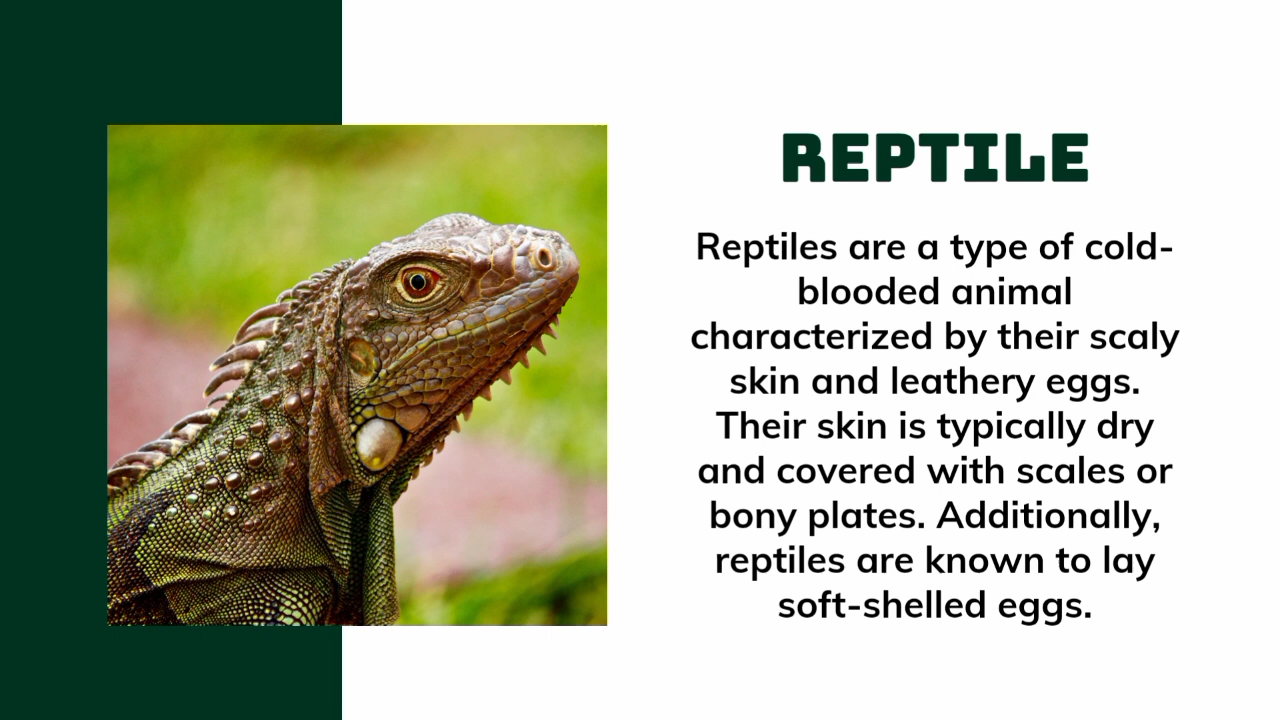 REPTILE
Reptiles are a type of cold-
blooded animal
characterized by their scaly
skin and leathery eggs.
Their skin is typically dry
and covered with scales or
bony plates. Additionally,
reptiles are known to lay
soft-shelled eggs.